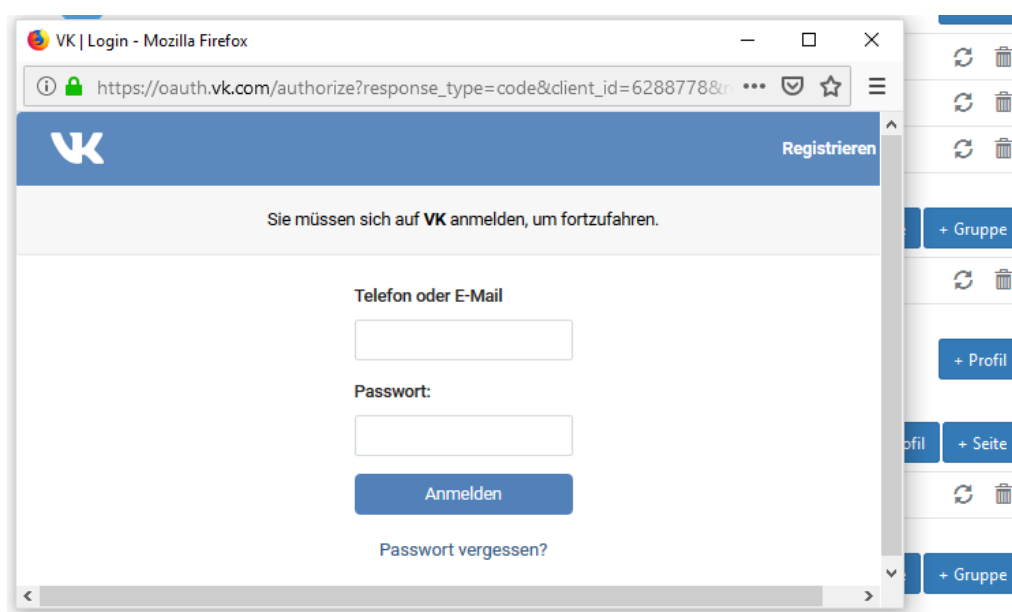 VK | Login - Mozilla Firefox
https://oauth.vk.com/authorize?response_type=code&client_id=6288778&r
VK
Registrieren
Sie müssen sich auf VK anmelden, um fortzufahren.
+ Gruppe
Telefon oder E-Mail
+ Profil
Passwort:
+ Seite
Anmelden
Passwort vergessen?
+ Gruppe